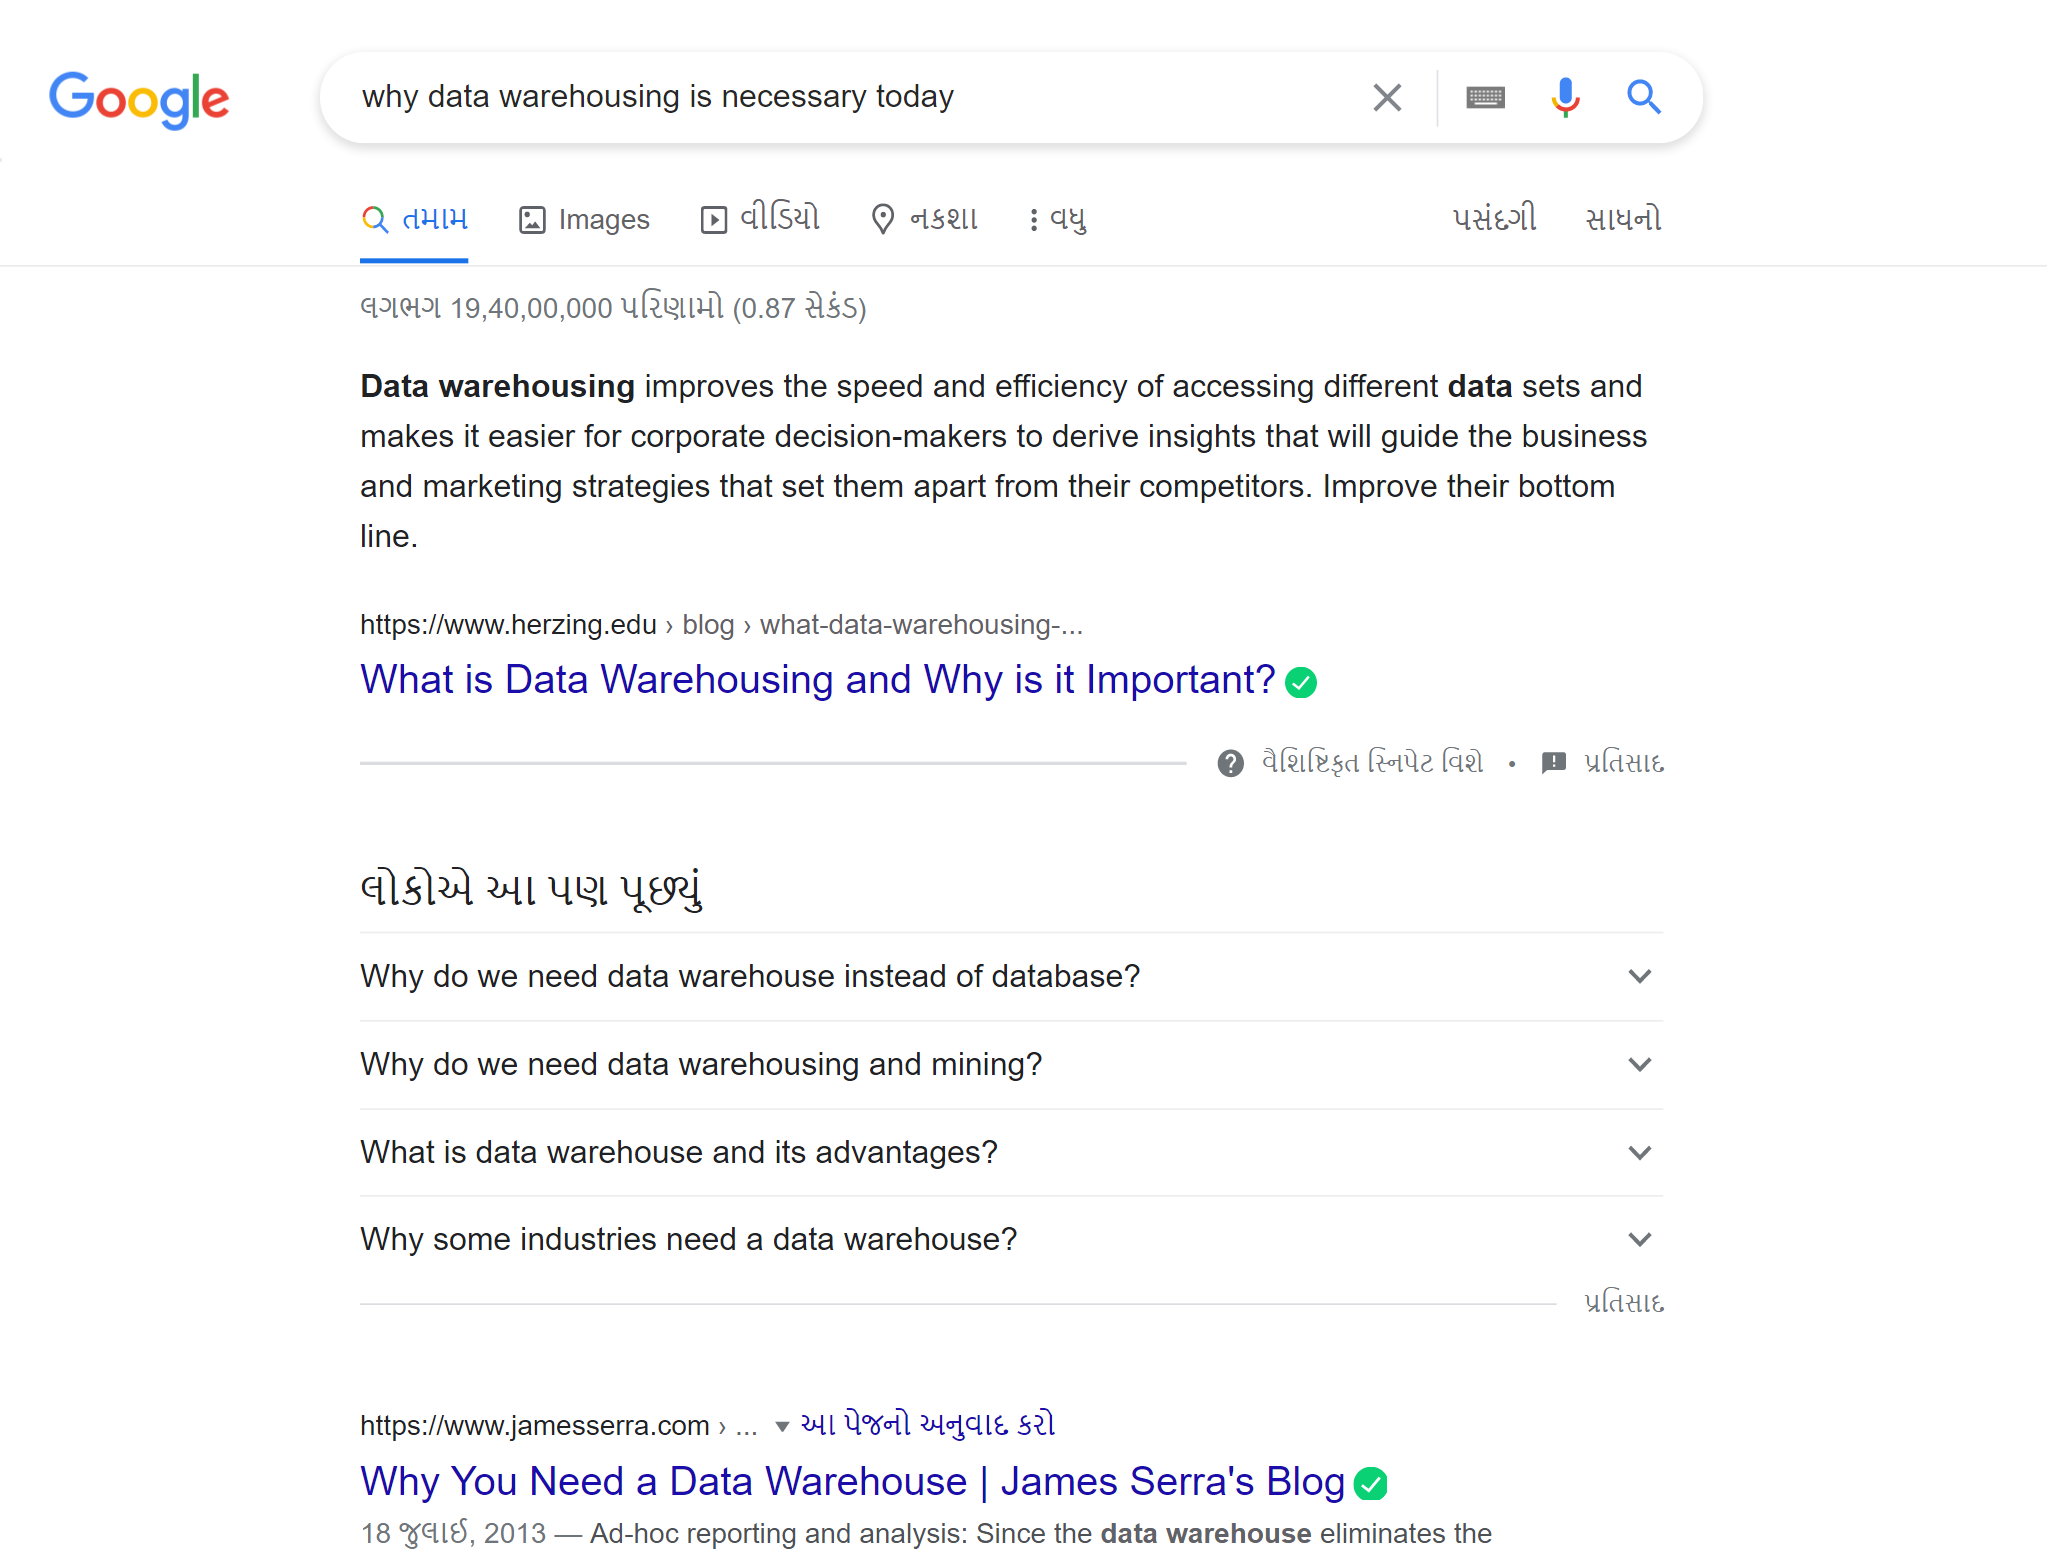 Google
why data warehousing is necessary today
તમામ Images વીડિયો નકશા વધુ પસંદગી સાધનો
લગભગ 19,40,00,000 પરિણામો (0.87 સેકંડ)
Data warehousing improves the speed and efficiency of accessing different data sets and
makes it easier for corporate decision-makers to derive insights that will guide the business
and marketing strategies that set them apart from their competitors. Improve their bottom
line.
https://www.herzing.edu › blog › what-data-warehousing-...
What is Data Warehousing and Why is it Important?
વૈશિષ્ટિકૃત સ્નિપેટ વિશે • પ્રતિસાદ
લોકોએ આ પણ પૂછ્યું
Why do we need data warehouse instead of database?
Why do we need data warehousing and mining?
What is data warehouse and its advantages?
Why some industries need a data warehouse?
પ્રતિસાદ
https://www.jamesserra.com › ... આ પેજનો અનુવાદ કરો
Why You Need a Data Warehouse | James Serra's Blog
18 જુલાઈ, 2013 — Ad-hoc reporting and analysis: Since the data warehouse eliminates the